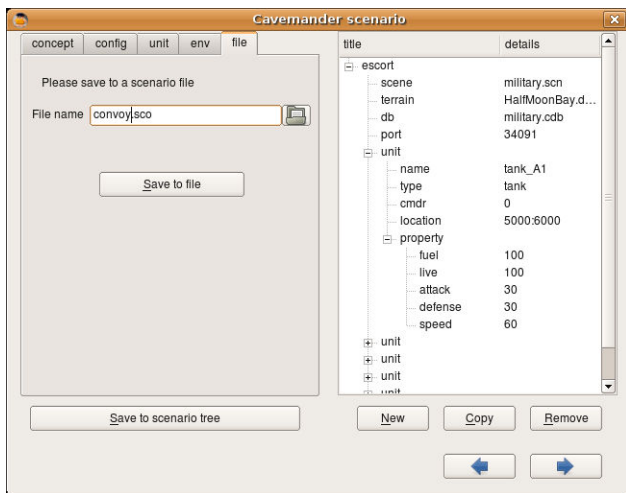 Cavemander scenario
concept config unit env file
Please save to a scenario file
File name convoy.sco
Save to file
Save to scenario tree
title details
escort
scene military.scn
terrain HalfMoonBay.d...
db military.cdb
port 34091
unit
name tank_A1
type tank
cmdr 0
location 5000:6000
property
fuel 100
live 100
attack 30
defense 30
speed 60
unit
unit
unit
unit
New Copy Remove